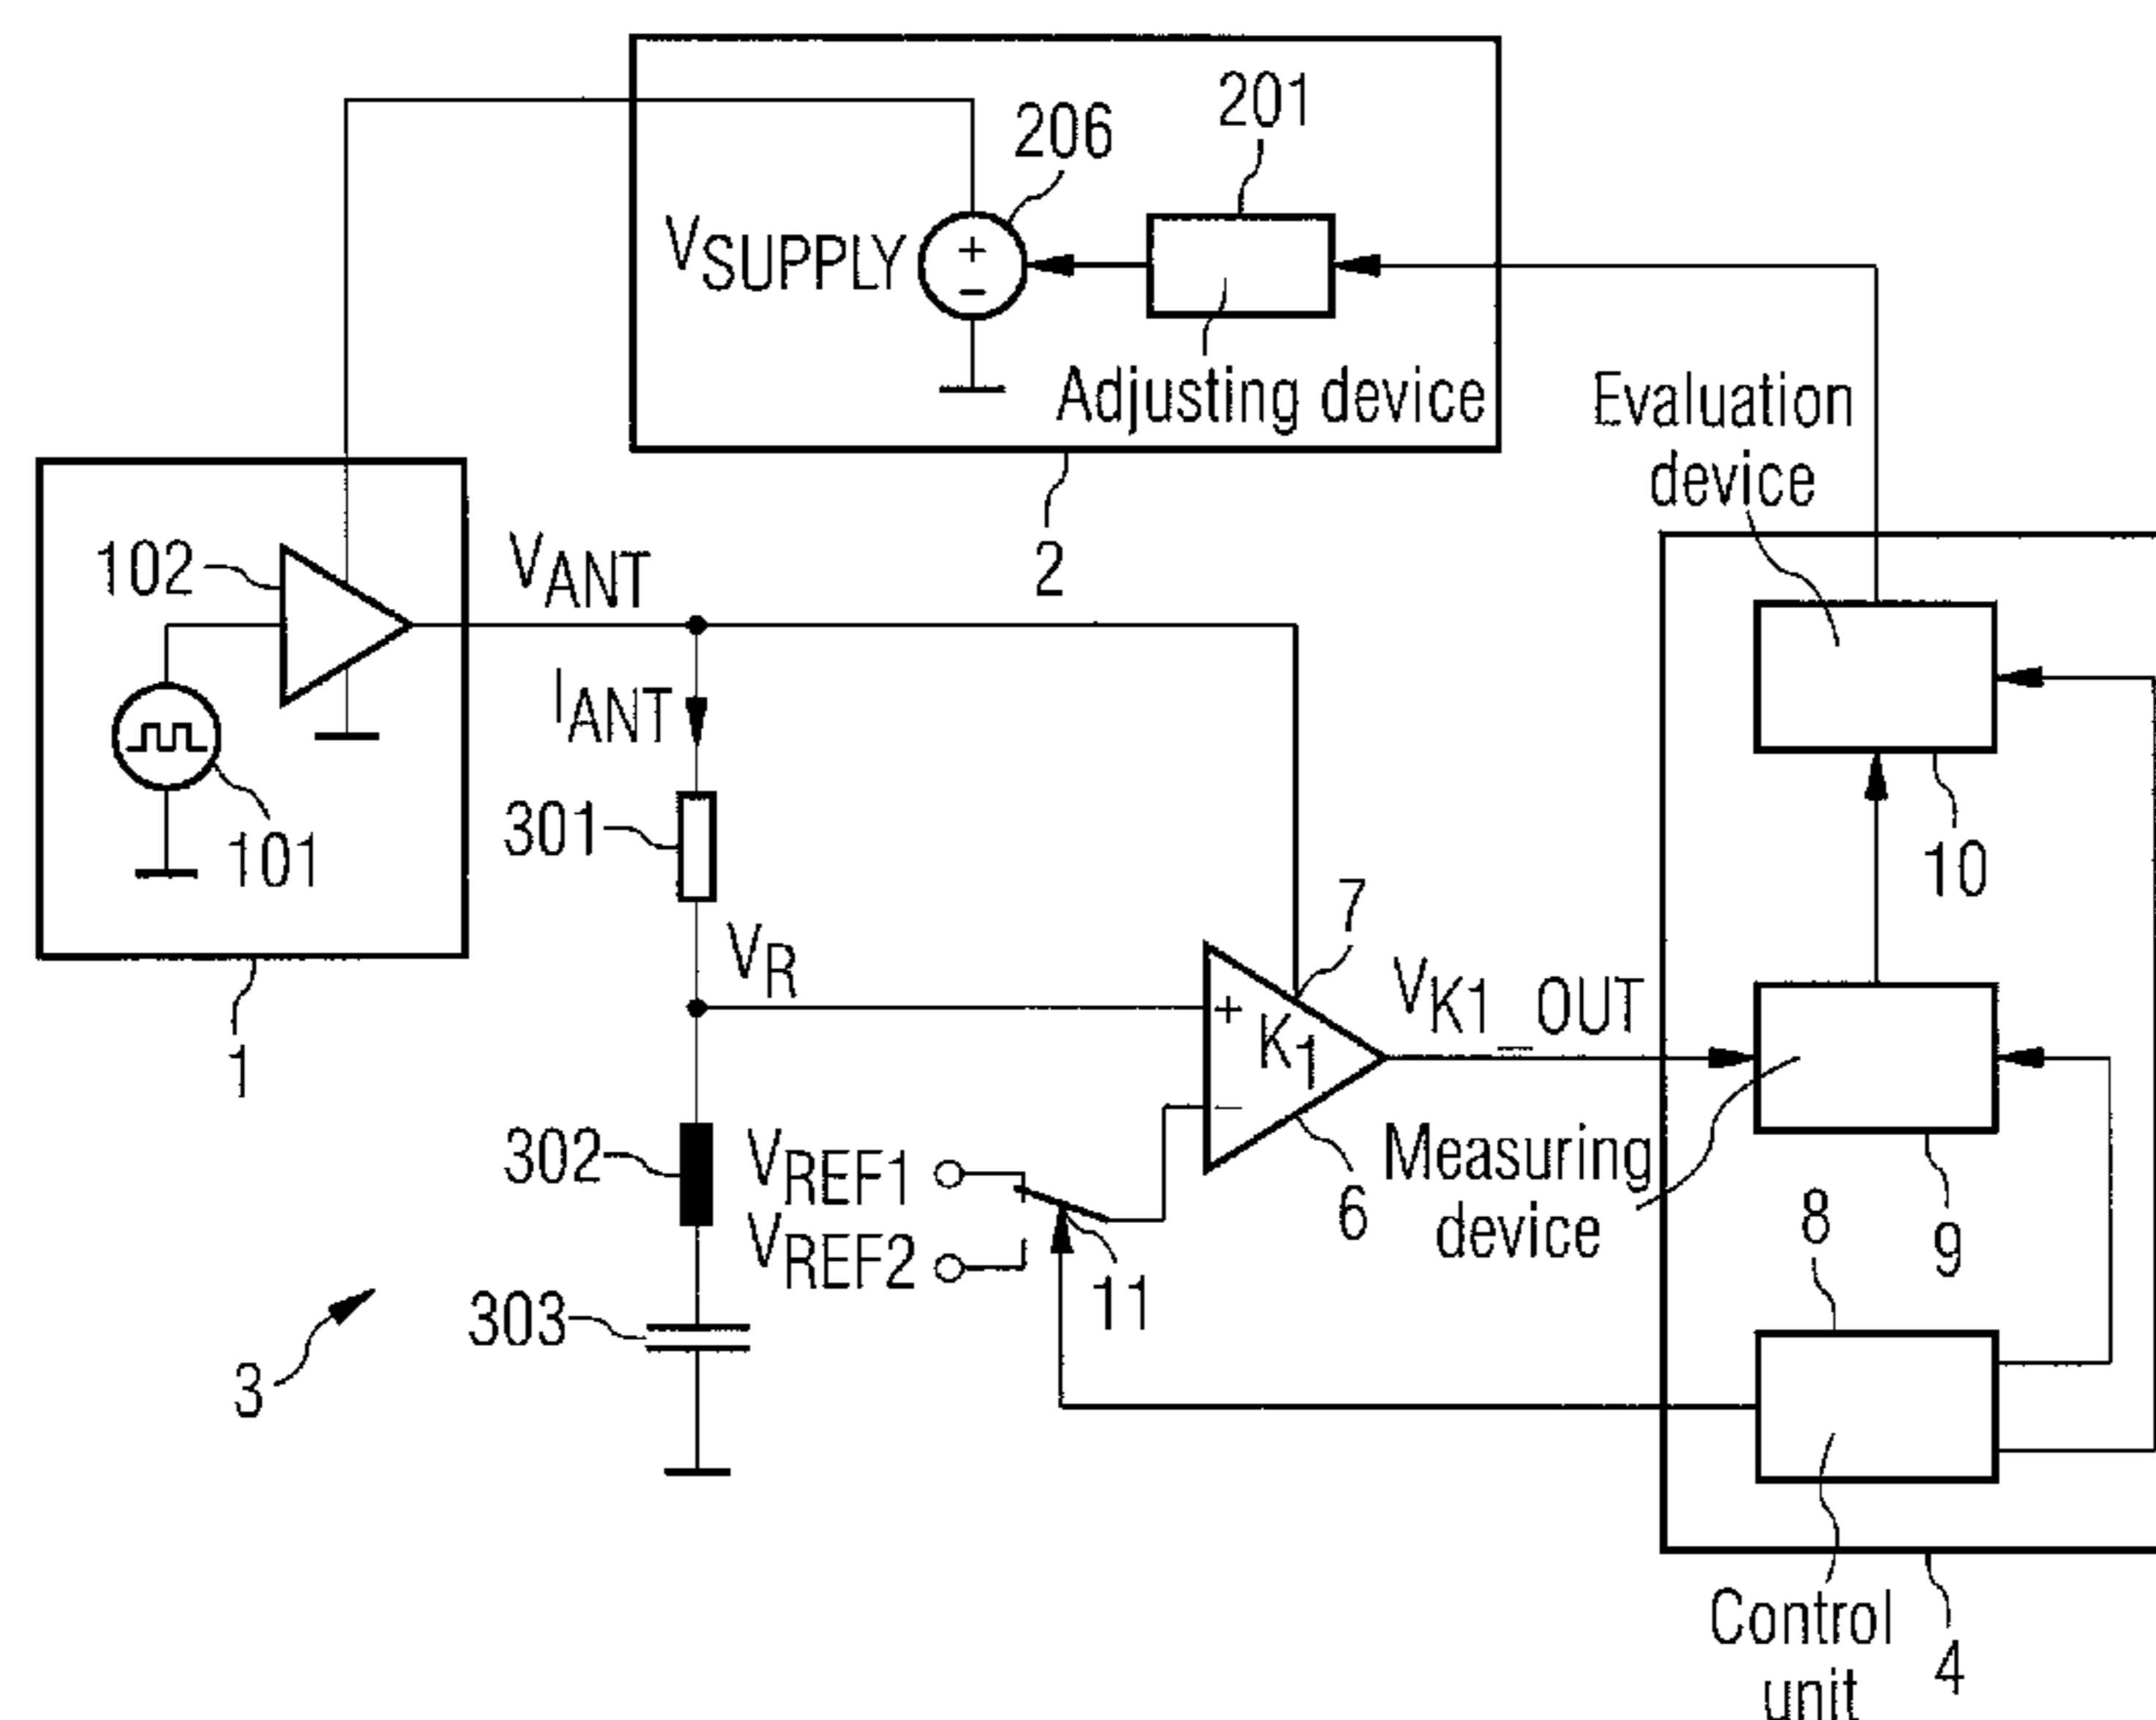 201
206
VSUPPLY
+
−
Adjusting device
2
Evaluation
device
102
VANT
IANT
101
1
301
10
7
VR
+
K1
−
VK1_OUT
6
Measuring
device
302
VREF1
VREF2
11
8
9
303
3
Control
unit
4